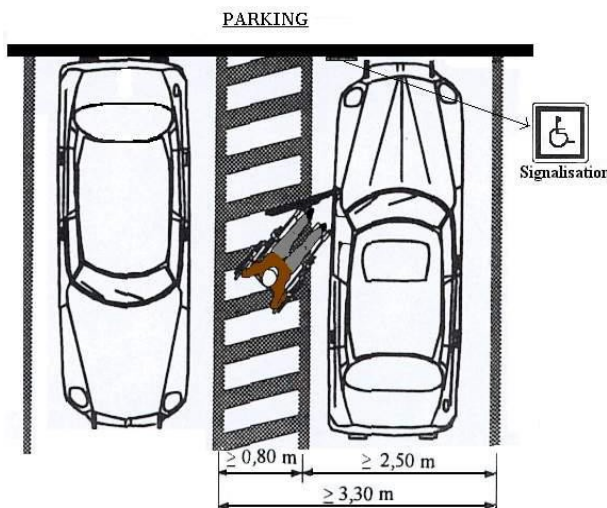 PARKING
Signalisation
≥ 0,80 m
≥ 2,50 m
≥ 3,30 m